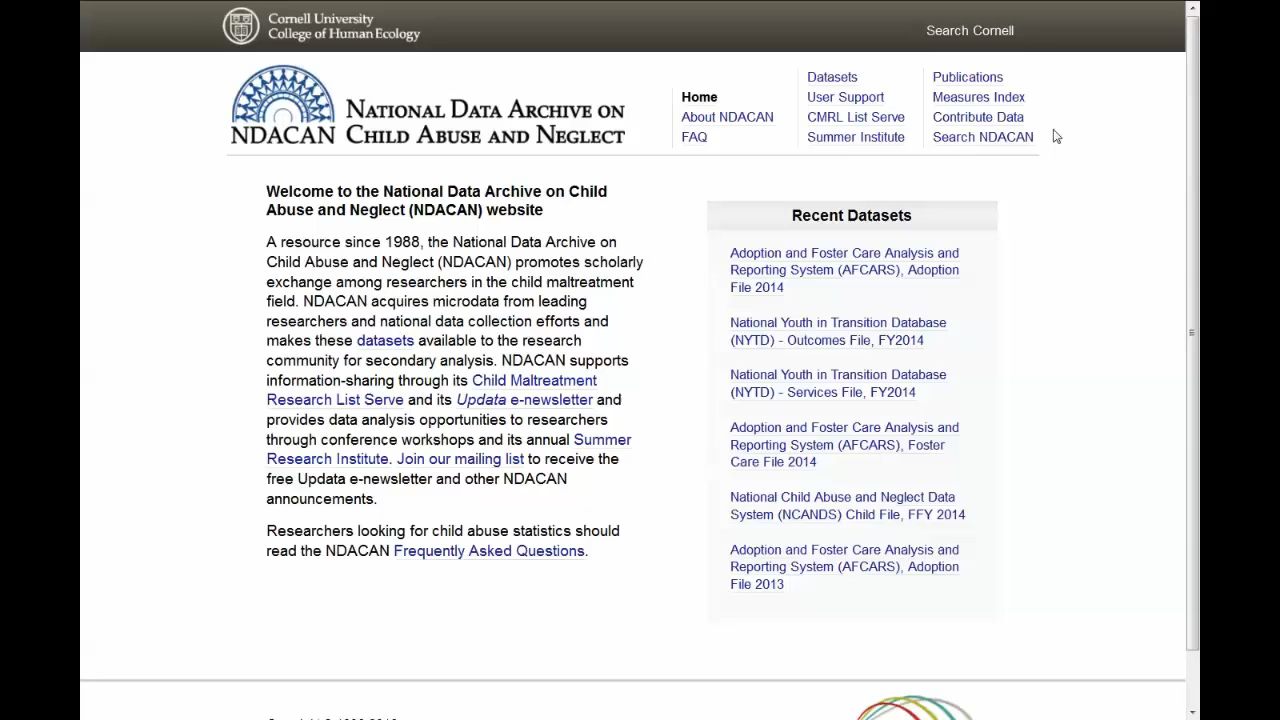 Cornell University
College of Human Ecology
Search Cornell
NDACAN
NATIONAL DATA ARCHIVE ON
CHILD ABUSE AND NEGLECT
Home
About NDACAN
FAQ
Datasets
User Support
CMRL List Serve
Summer Institute
Publications
Measures Index
Contribute Data
Search NDACAN
Welcome to the National Data Archive on Child
Abuse and Neglect (NDACAN) website
A resource since 1988, the National Data Archive on
Child Abuse and Neglect (NDACAN) promotes scholarly
exchange among researchers in the child maltreatment
field. NDACAN acquires microdata from leading
researchers and national data collection efforts and
makes these datasets available to the research
community for secondary analysis. NDACAN supports
information-sharing through its Child Maltreatment
Research List Serve and its Updata e-newsletter and
provides data analysis opportunities to researchers
through conference workshops and its annual Summer
Research Institute. Join our mailing list to receive the
free Updata e-newsletter and other NDACAN
announcements.
Researchers looking for child abuse statistics should
read the NDACAN Frequently Asked Questions.
Recent Datasets
Adoption and Foster Care Analysis and
Reporting System (AFCARS), Adoption
File 2014
National Youth in Transition Database
(NYTD) - Outcomes File, FY2014
National Youth in Transition Database
(NYTD) - Services File, FY2014
Adoption and Foster Care Analysis and
Reporting System (AFCARS), Foster
Care File 2014
National Child Abuse and Neglect Data
System (NCANDS) Child File, FFY 2014
Adoption and Foster Care Analysis and
Reporting System (AFCARS), Adoption
File 2013